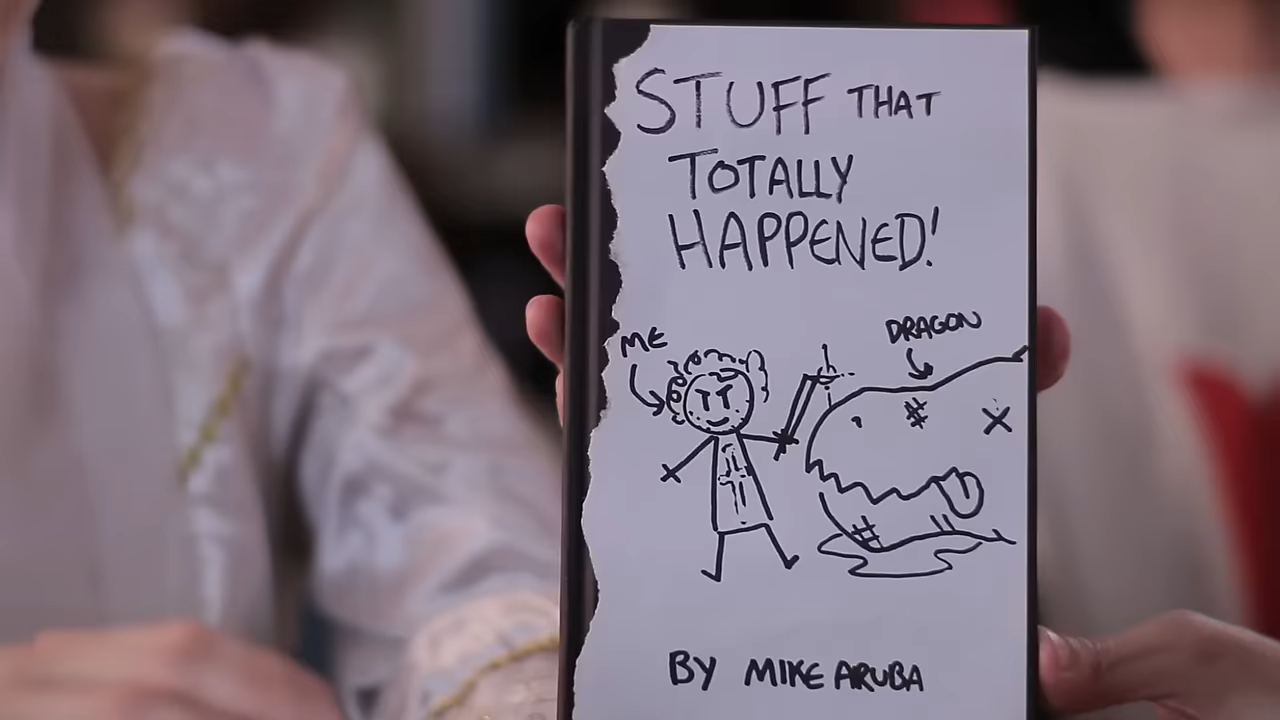 STUFF THAT
TOTALLY
HAPPENED!
ME
DRAGON
BY MIKE ARUBA